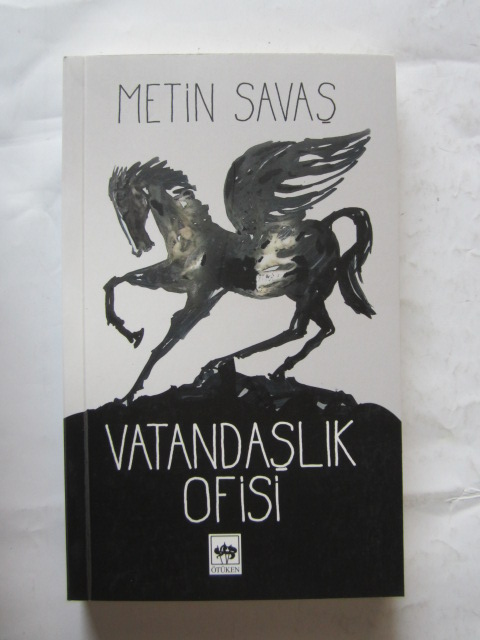 METİN SAVAŞ
VATANDAŞLIK
OFİSİ
ÖTÜKEN